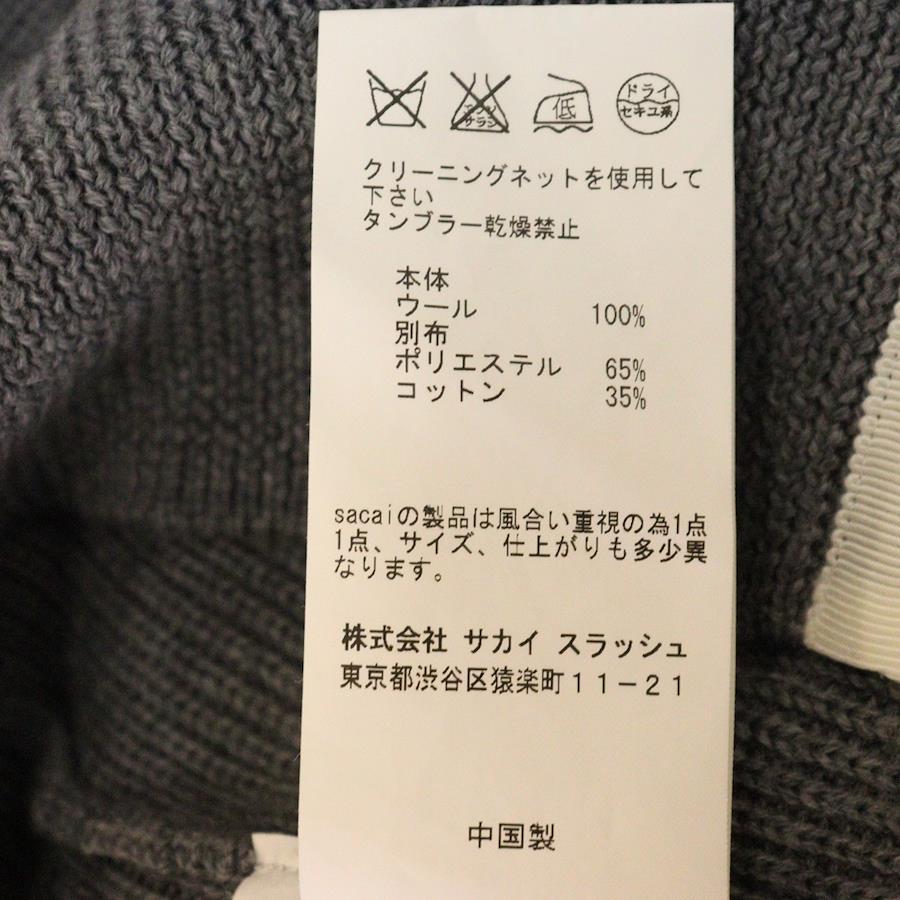 エンソ
サラシ
低
ドライ
セキユ系
クリーニングネットを使用して
下さい
タンブラー乾燥禁止
本体
ウール 100%
別布
ポリエステル 65%
コットン 35%
sacaiの製品は風合い重視の為1点
1点、サイズ、仕上がりも多少異
なります。
株式会社 サカイ スラッシュ
東京都渋谷区猿楽町11-21
中国製